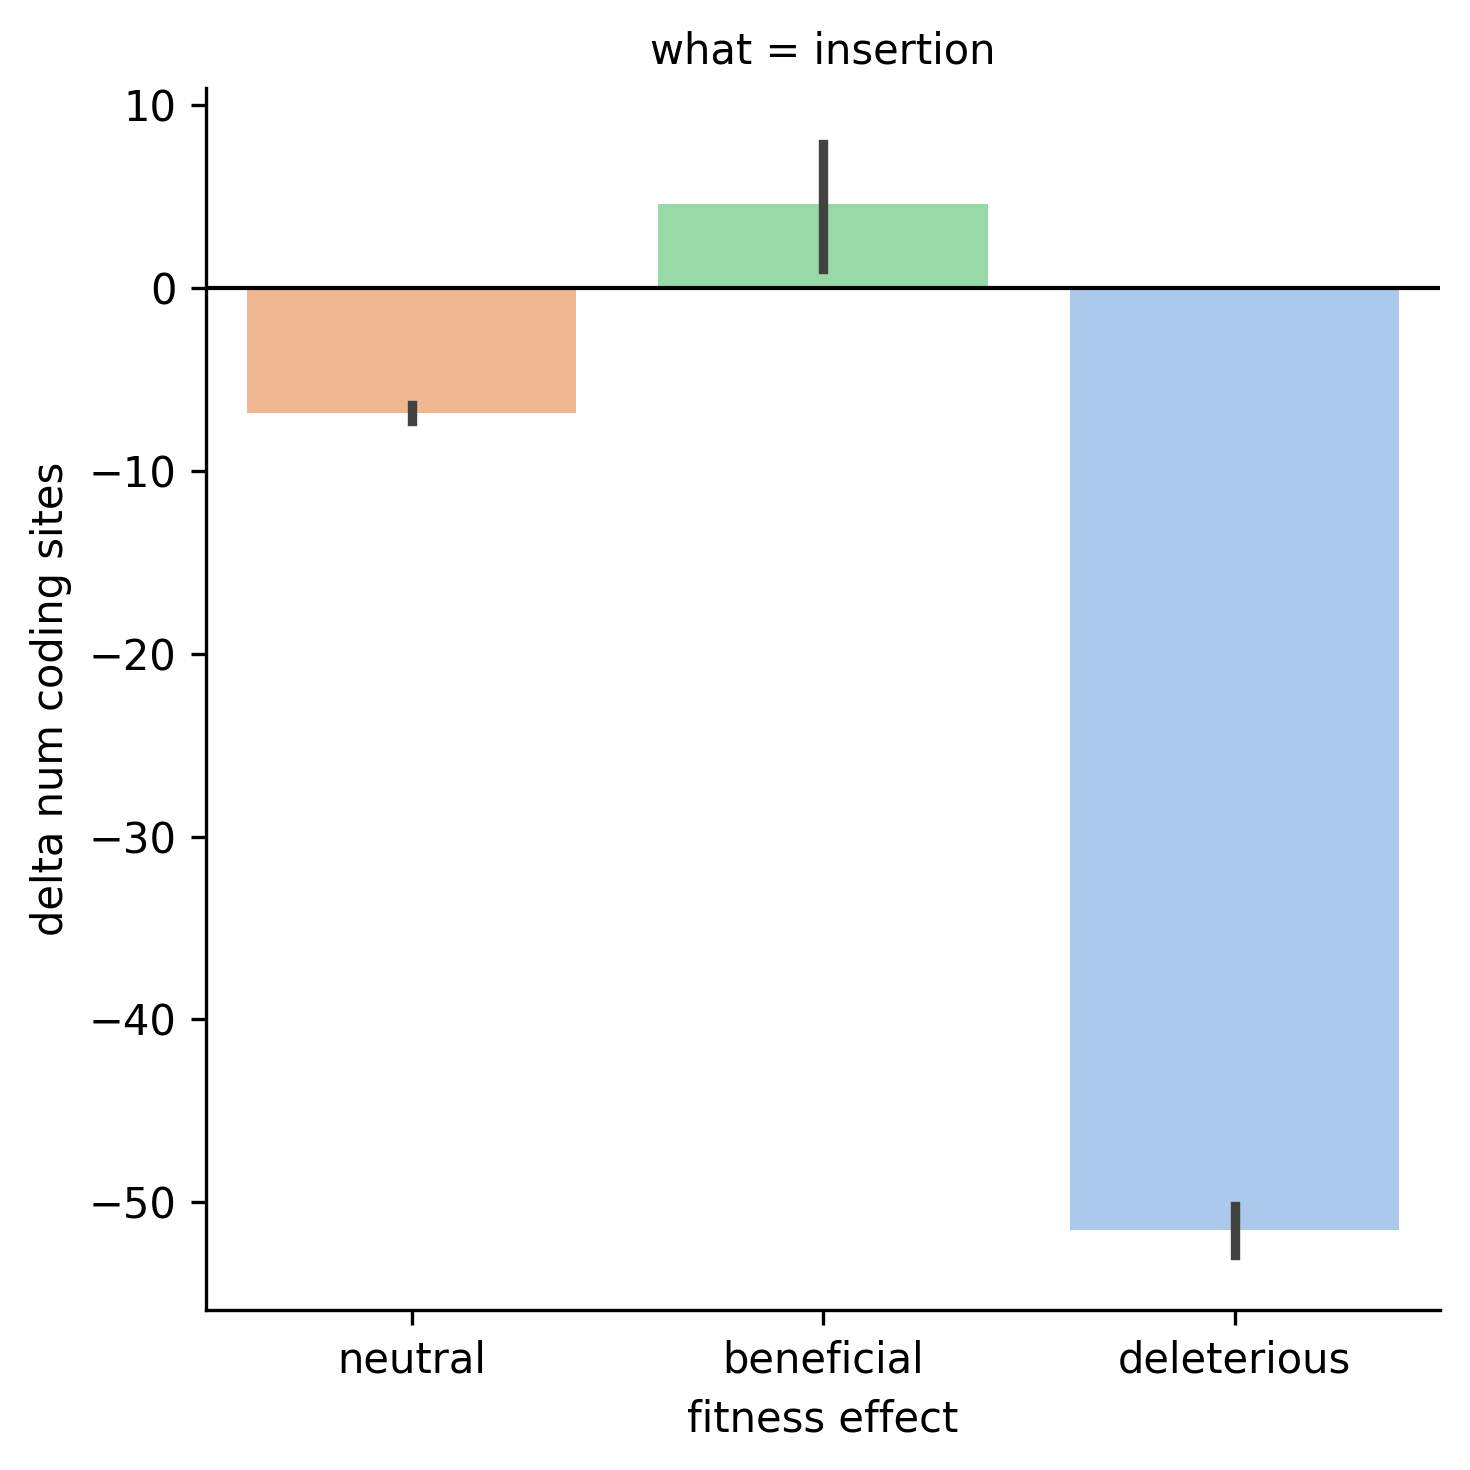 what = insertion
10
0
−10
−20
−30
−40
−50
delta num coding sites
neutral
beneficial
deleterious
fitness effect